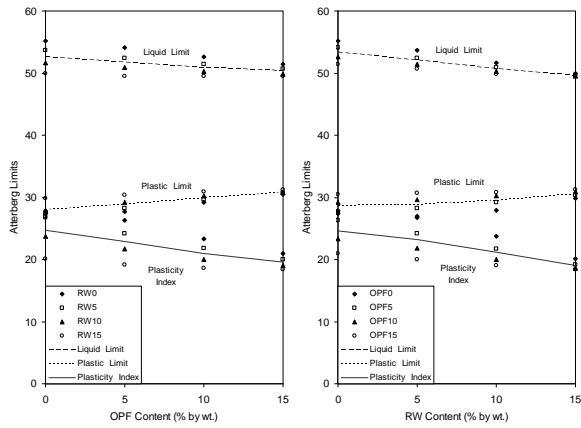 60
50
40
30
20
10
0
Atterberg Limits
Liquid Limit
Plastic Limit
Plasticity
Index
RW0
RW5
RW10
RW15
Liquid Limit
Plastic Limit
Plasticity Index
0 5 10 15
OPF Content (% by wt.)
60
50
40
30
20
10
0
Atterberg Limits
Liquid Limit
Plastic Limit
Plasticity
Index
OPF0
OPF5
OPF10
OPF15
Liquid Limit
Plastic Limit
Plasticity Index
0 5 10 15
RW Content (% by wt.)